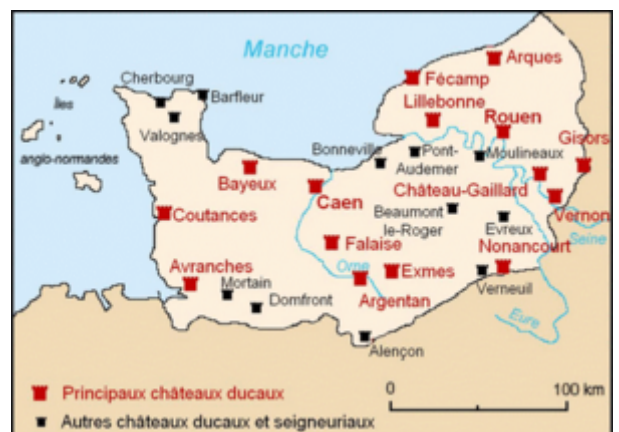 Manche
Arques
Cherbourg
Fécamp
Barfleur
Lillebonne
Îles
Rouen
Valognes
Gisors
Bonneville
Pont-
Audemer
Moulineaux
anglo-normandes
Bayeux
Château-Gaillard
Caen
Beaumont
le-Roger
Vernon
Coutances
Evreux
Seine
Falaise
Nonancourt
Avranches
Orne
Exmes
Mortain
Verneuil
Domfront
Argentan
Eure
Alençon
Principaux châteaux ducaux
0
100 km
Autres châteaux ducaux et seigneuriaux